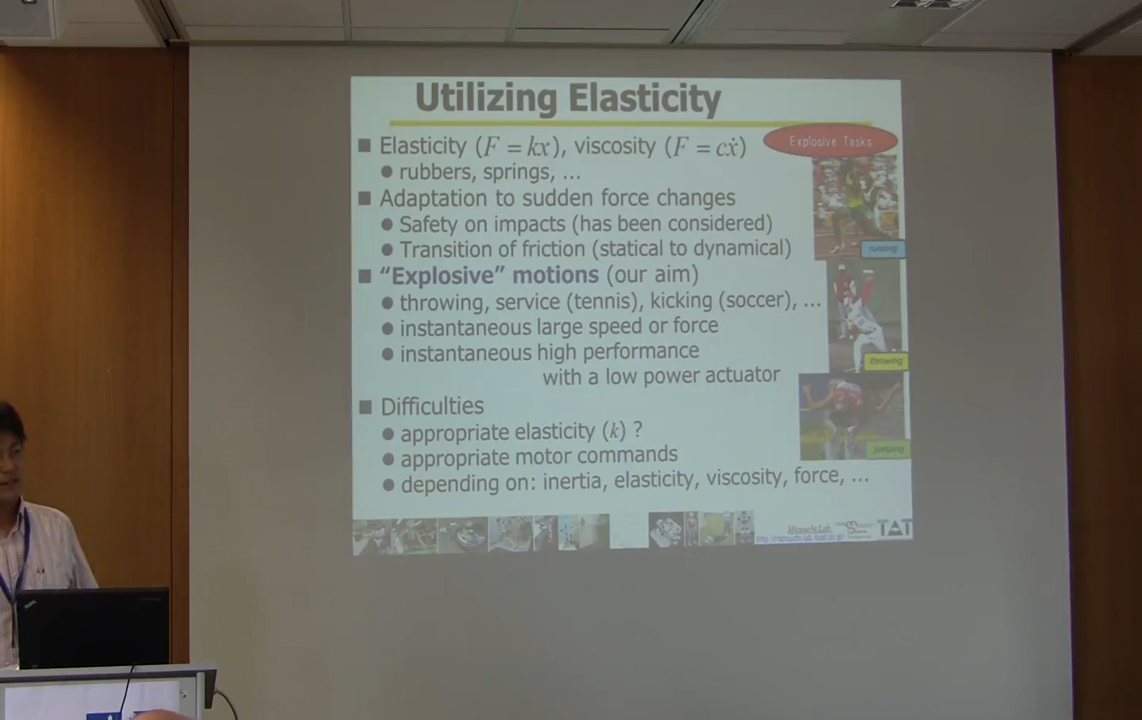 Utilizing Elasticity
■ Elasticity (F = kx), viscosity (F = cẋ)
Explosive Tasks
● rubbers, springs, ...
■ Adaptation to sudden force changes
● Safety on impacts (has been considered)
● Transition of friction (statical to dynamical)
running
■ “Explosive” motions (our aim)
● throwing, service (tennis), kicking (soccer), ...
● instantaneous large speed or force
● instantaneous high performance
throwing
with a low power actuator
■ Difficulties
● appropriate elasticity (k) ?
● appropriate motor commands
jumping
● depending on: inertia, elasticity, viscosity, force, ...
Mizuuchi Lab.
TAT